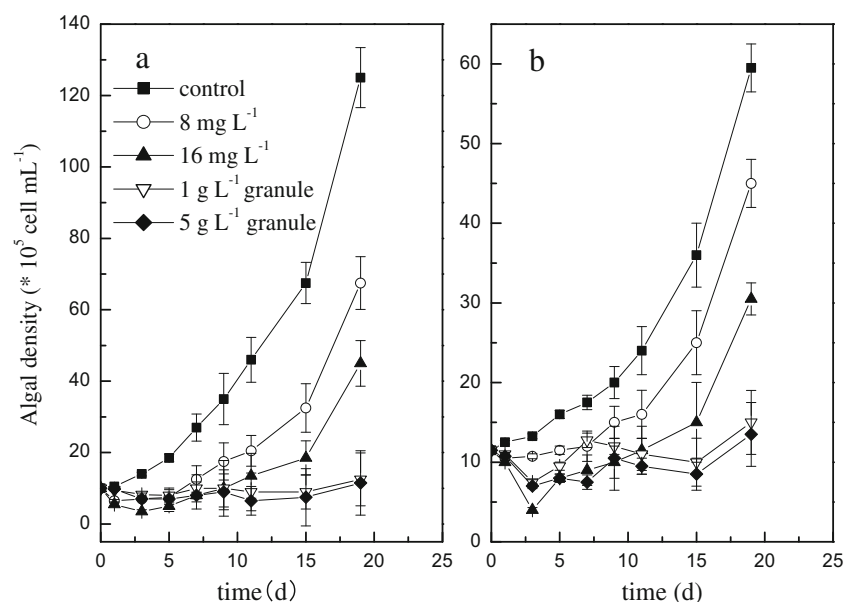 a
control
8 mg L⁻¹
16 mg L⁻¹
1 g L⁻¹ granule
5 g L⁻¹ granule
Algal density (* 10⁵ cell mL⁻¹)
140
120
100
80
60
40
20
0
0 5 10 15 20 25
time(d)
b
60
50
40
30
20
10
0
0 5 10 15 20 25
time (d)